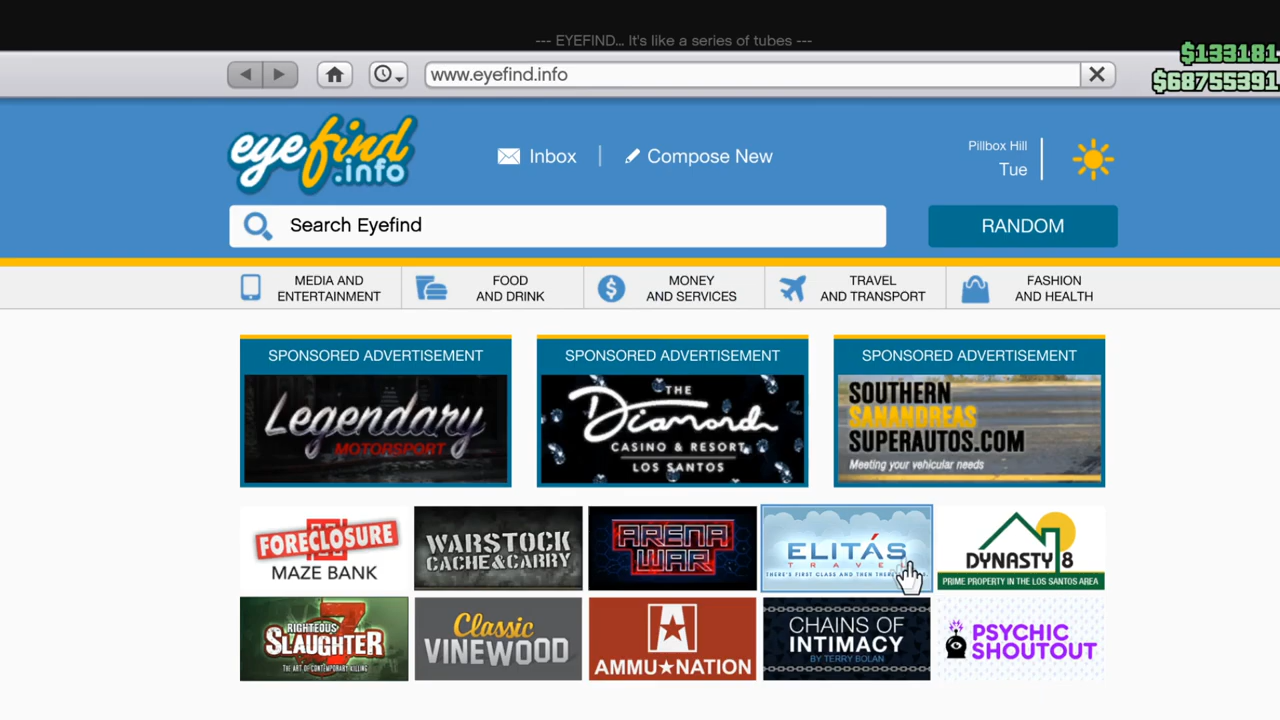 --- EYEFIND... It's like a series of tubes ---
$133181
www.eyefind.info
$68755391
eyefind.info
Inbox
Compose New
Pillbox Hill
Tue
Search Eyefind
RANDOM
MEDIA AND
ENTERTAINMENT
FOOD
AND DRINK
MONEY
AND SERVICES
TRAVEL
AND TRANSPORT
FASHION
AND HEALTH
SPONSORED ADVERTISEMENT
Legendary
MOTORSPORT
SPONSORED ADVERTISEMENT
THE
Diamond
CASINO & RESORT
LOS SANTOS
SPONSORED ADVERTISEMENT
SOUTHERN
SANANDREAS
SUPERAUTOS.COM
Meeting your vehicular needs
FORECLOSURE
MAZE BANK
WARSTOCK
CACHE&CARRY
ARENA
WAR
ELITÁS
TRAVEL
THERE'S FIRST CLASS AND THEN
DYNASTY 8
PRIME PROPERTY IN THE LOS SANTOS AREA
RIGHTEOUS
SLAUGHTER
7
THE ART OF CONTEMPORARY KILLING
Classic
VINEWOOD
AMMU★NATION
CHAINS OF
INTIMACY
BY TERRY BOLAN
PSYCHIC
SHOUTOUT